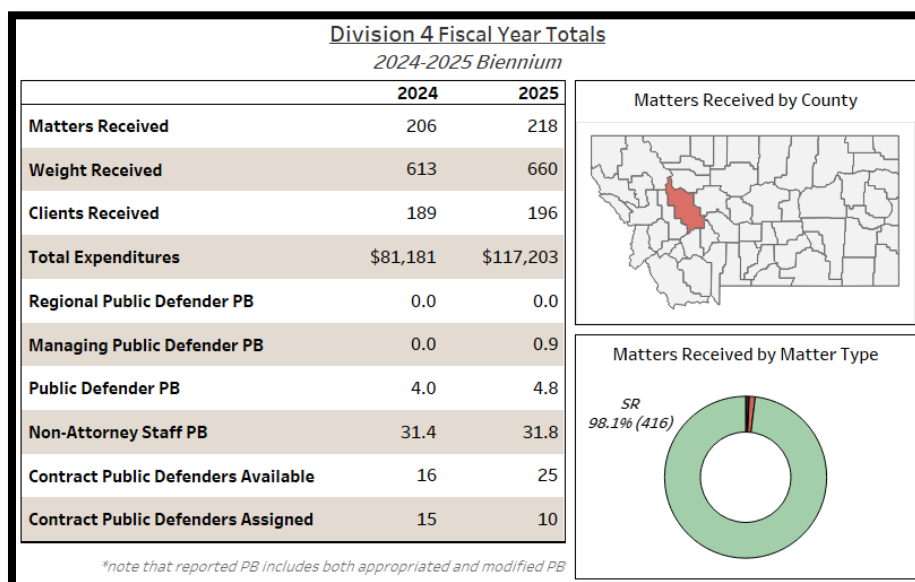 Division 4 Fiscal Year Totals
2024-2025 Biennium
2024 2025
Matters Received 206 218
Weight Received 613 660
Clients Received 189 196
Total Expenditures $81,181 $117,203
Regional Public Defender PB 0.0 0.0
Managing Public Defender PB 0.0 0.9
Public Defender PB 4.0 4.8
Non-Attorney Staff PB 31.4 31.8
Contract Public Defenders Available 16 25
Contract Public Defenders Assigned 15 10
*note that reported PB includes both appropriated and modified PB
Matters Received by County
Matters Received by Matter Type
SR
98.1% (416)